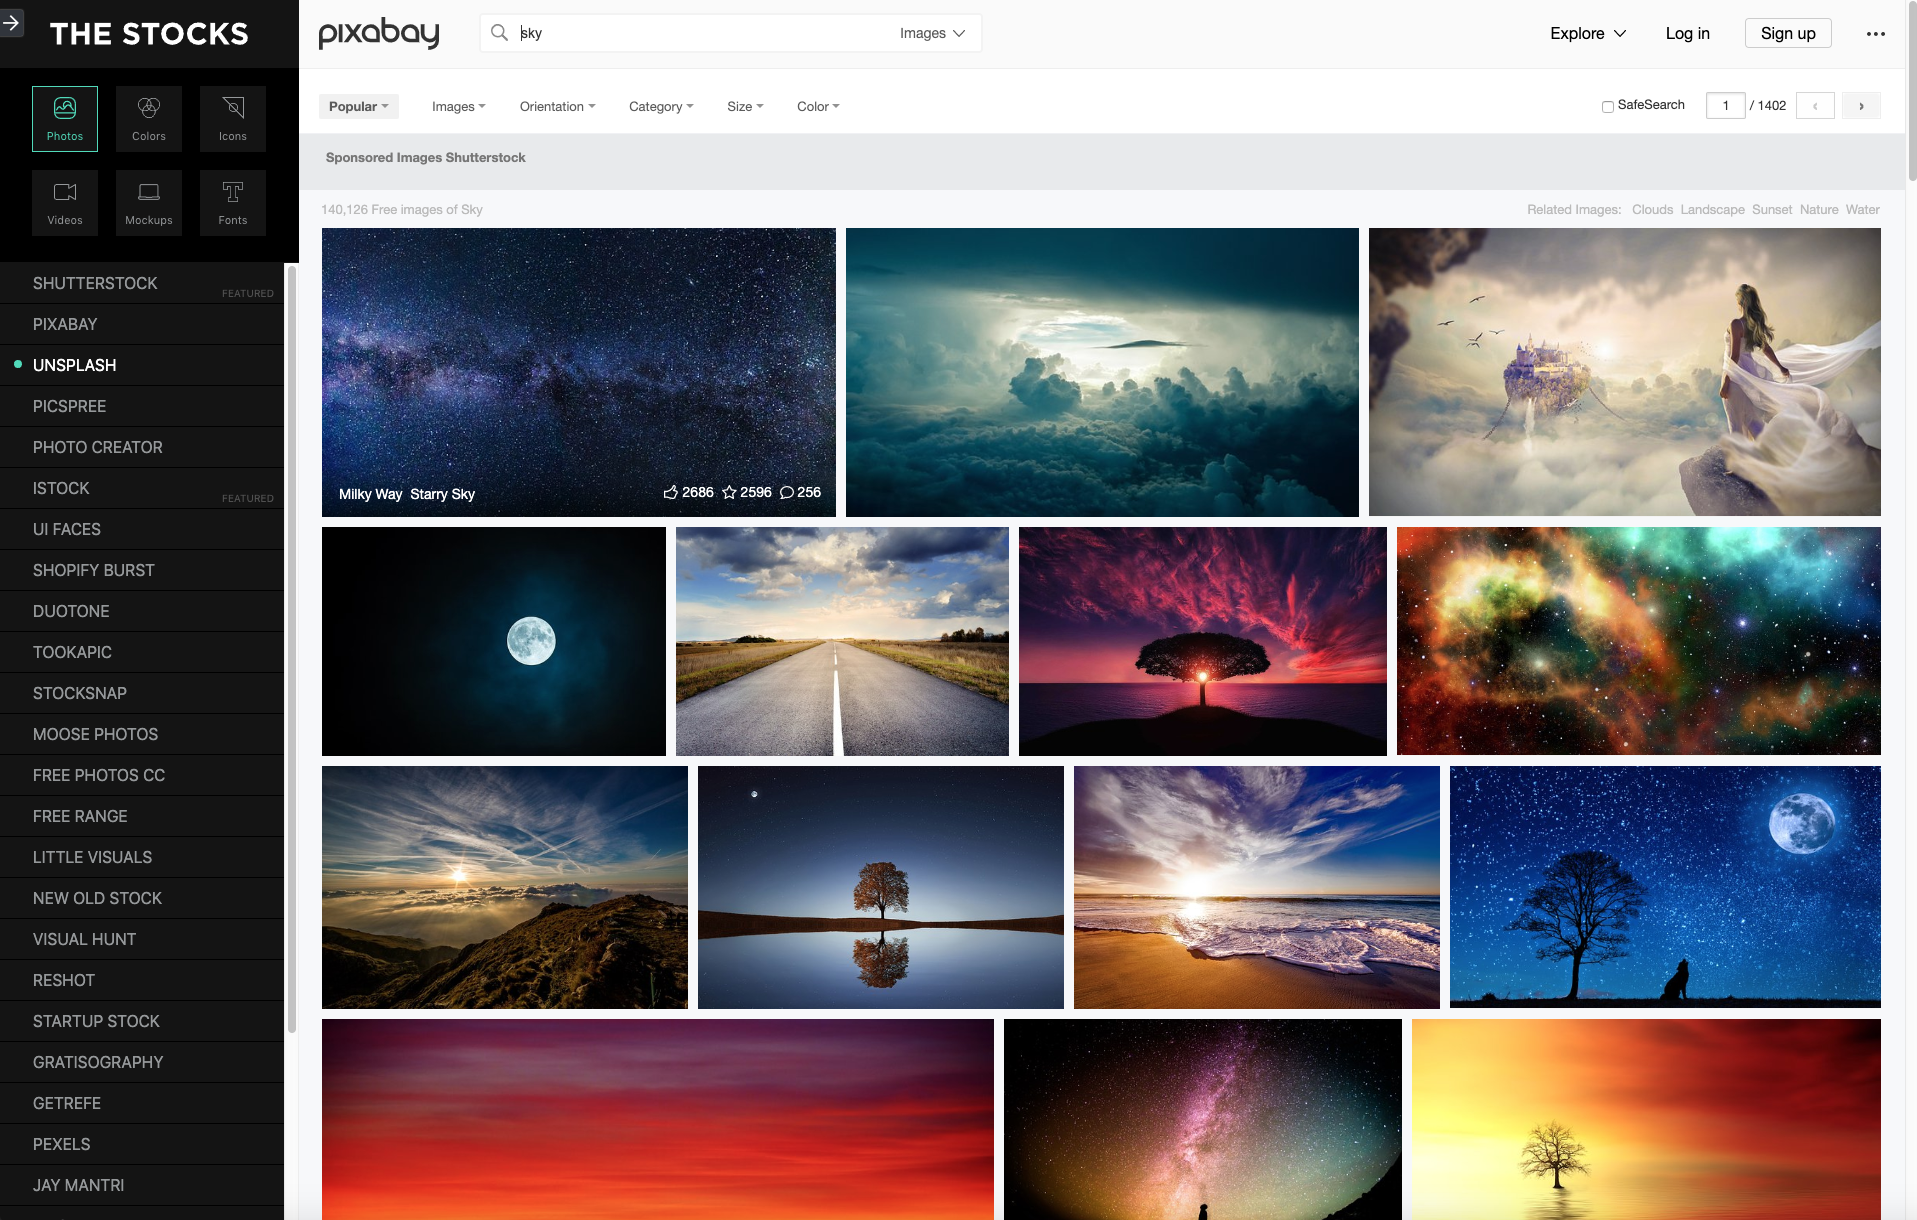 THE STOCKS
Photos
Colors
Icons
Videos
Mockups
Fonts
SHUTTERSTOCK
FEATURED
PIXABAY
UNSPLASH
PICSPREE
PHOTO CREATOR
ISTOCK
FEATURED
UI FACES
SHOPIFY BURST
DUOTONE
TOOKAPIC
STOCKSNAP
MOOSE PHOTOS
FREE PHOTOS CC
FREE RANGE
LITTLE VISUALS
NEW OLD STOCK
VISUAL HUNT
RESHOT
STARTUP STOCK
GRATISOGRAPHY
GETREFE
PEXELS
JAY MANTRI
pixabay
sky
Images
Explore
Log in
Sign up
Popular
Images
Orientation
Category
Size
Color
SafeSearch
1
/ 1402
Sponsored Images Shutterstock
140,126 Free images of Sky
Related Images: Clouds Landscape Sunset Nature Water
Milky Way Starry Sky
2686 2596 256